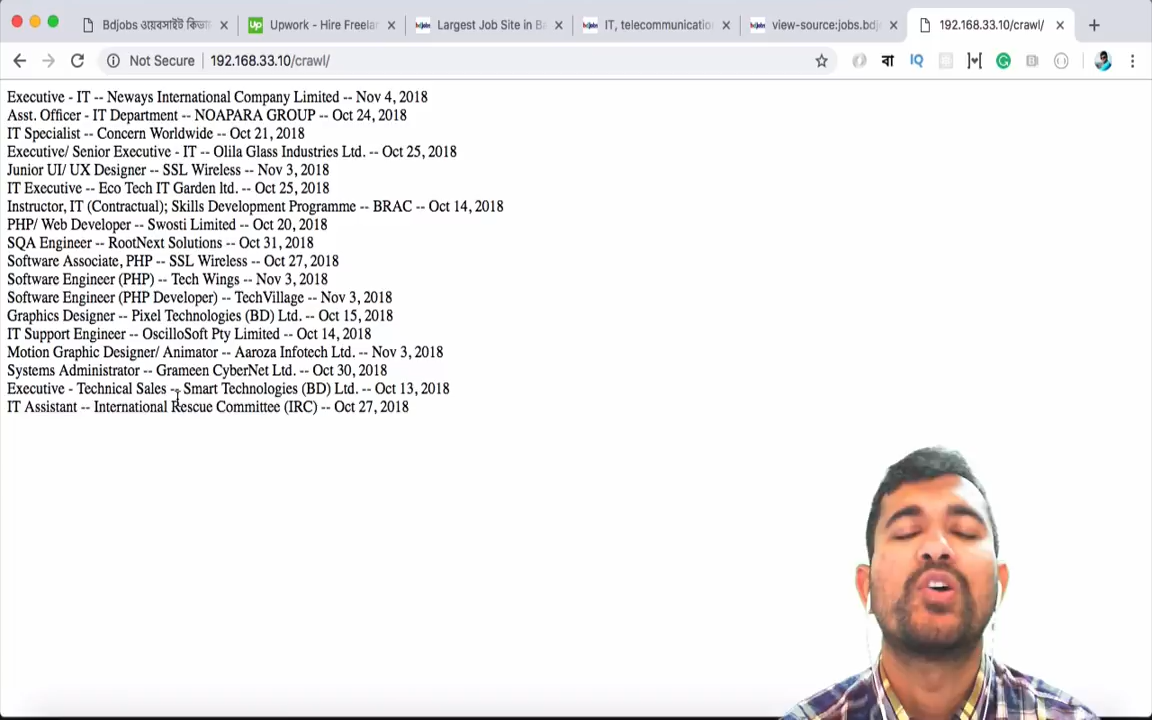 Bdjobs ওয়েবসাইট কিভা
Upwork - Hire Freelan
Largest Job Site in B
IT, telecommunicatio
view-source:jobs.bdj
192.168.33.10/crawl/
Not Secure
192.168.33.10/crawl/
বা
IQ
Executive - IT -- Neways International Company Limited -- Nov 4, 2018
Asst. Officer - IT Department -- NOAPARA GROUP -- Oct 24, 2018
IT Specialist -- Concern Worldwide -- Oct 21, 2018
Executive/ Senior Executive - IT -- Olila Glass Industries Ltd. -- Oct 25, 2018
Junior UI/ UX Designer -- SSL Wireless -- Nov 3, 2018
IT Executive -- Eco Tech IT Garden ltd. -- Oct 25, 2018
Instructor, IT (Contractual); Skills Development Programme -- BRAC -- Oct 14, 2018
PHP/ Web Developer -- Swosti Limited -- Oct 20, 2018
SQA Engineer -- RootNext Solutions -- Oct 31, 2018
Software Associate, PHP -- SSL Wireless -- Oct 27, 2018
Software Engineer (PHP) -- Tech Wings -- Nov 3, 2018
Software Engineer (PHP Developer) -- TechVillage -- Nov 3, 2018
Graphics Designer -- Pixel Technologies (BD) Ltd. -- Oct 15, 2018
IT Support Engineer -- OscilloSoft Pty Limited -- Oct 14, 2018
Motion Graphic Designer/ Animator -- Aaroza Infotech Ltd. -- Nov 3, 2018
Systems Administrator -- Grameen CyberNet Ltd. -- Oct 30, 2018
Executive - Technical Sales -- Smart Technologies (BD) Ltd. -- Oct 13, 2018
IT Assistant -- International Rescue Committee (IRC) -- Oct 27, 2018